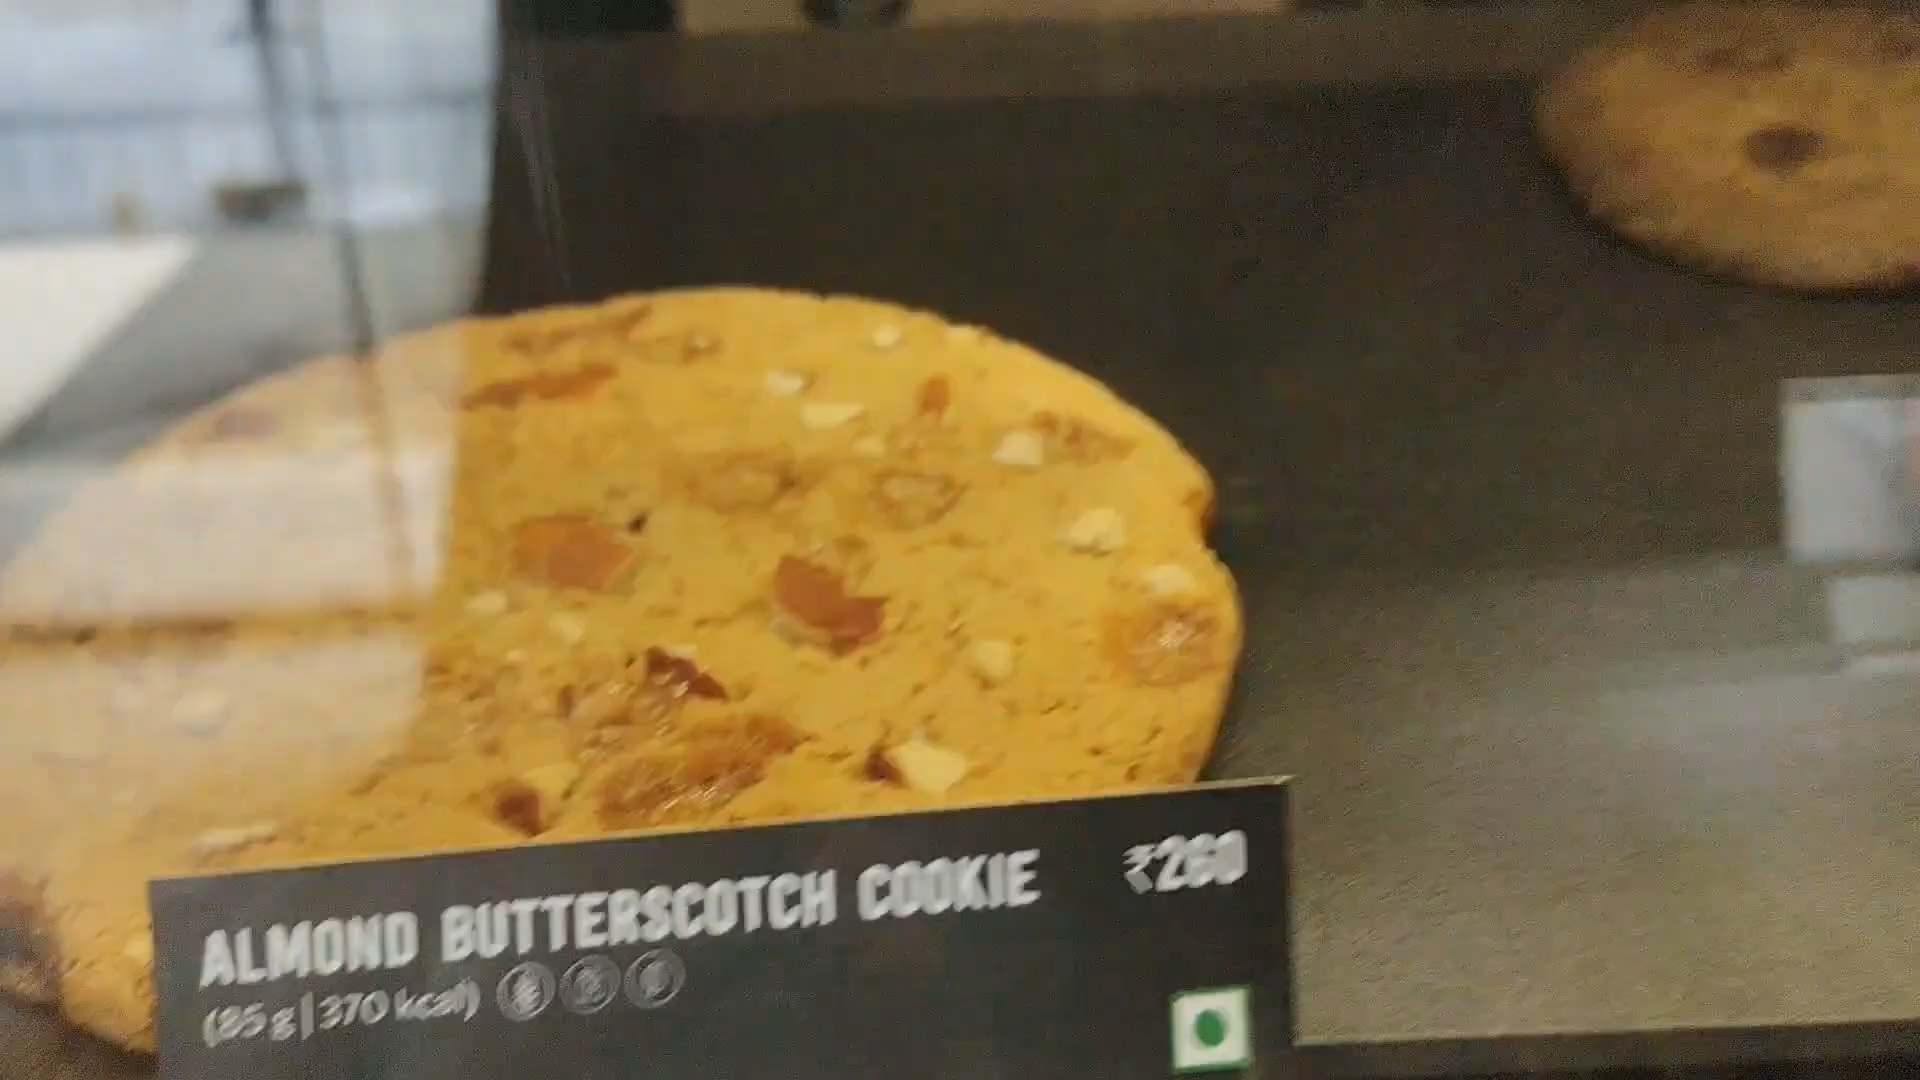 ALMOND BUTTERSCOTCH COOKIE ₹260
(85 g | 370 kcal)